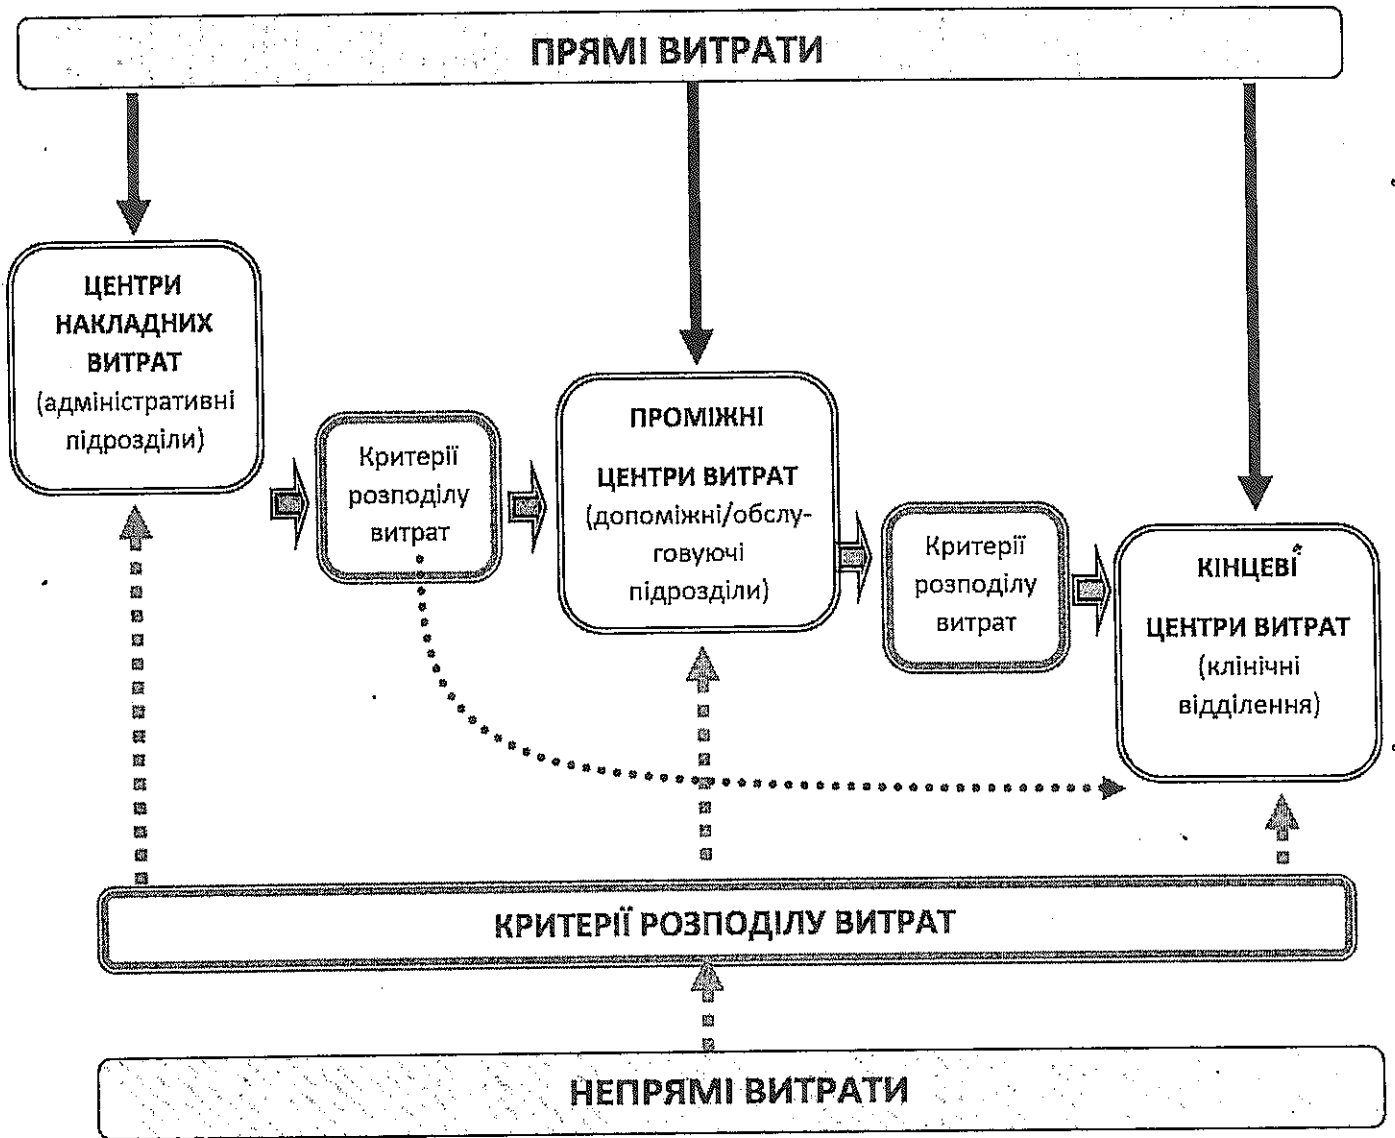 ПРЯМІ ВИТРАТИ
ЦЕНТРИ
НАКЛАДНИХ
ВИТРАТ
(адміністративні
підрозділи)
Критерії
розподілу
витрат
ПРОМІЖНІ
ЦЕНТРИ ВИТРАТ
(допоміжні/обслу-
говуючі
підрозділи)
Критерії
розподілу
витрат
КІНЦЕВІ
ЦЕНТРИ ВИТРАТ
(клінічні
відділення)
КРИТЕРІЇ РОЗПОДІЛУ ВИТРАТ
НЕПРЯМІ ВИТРАТИ